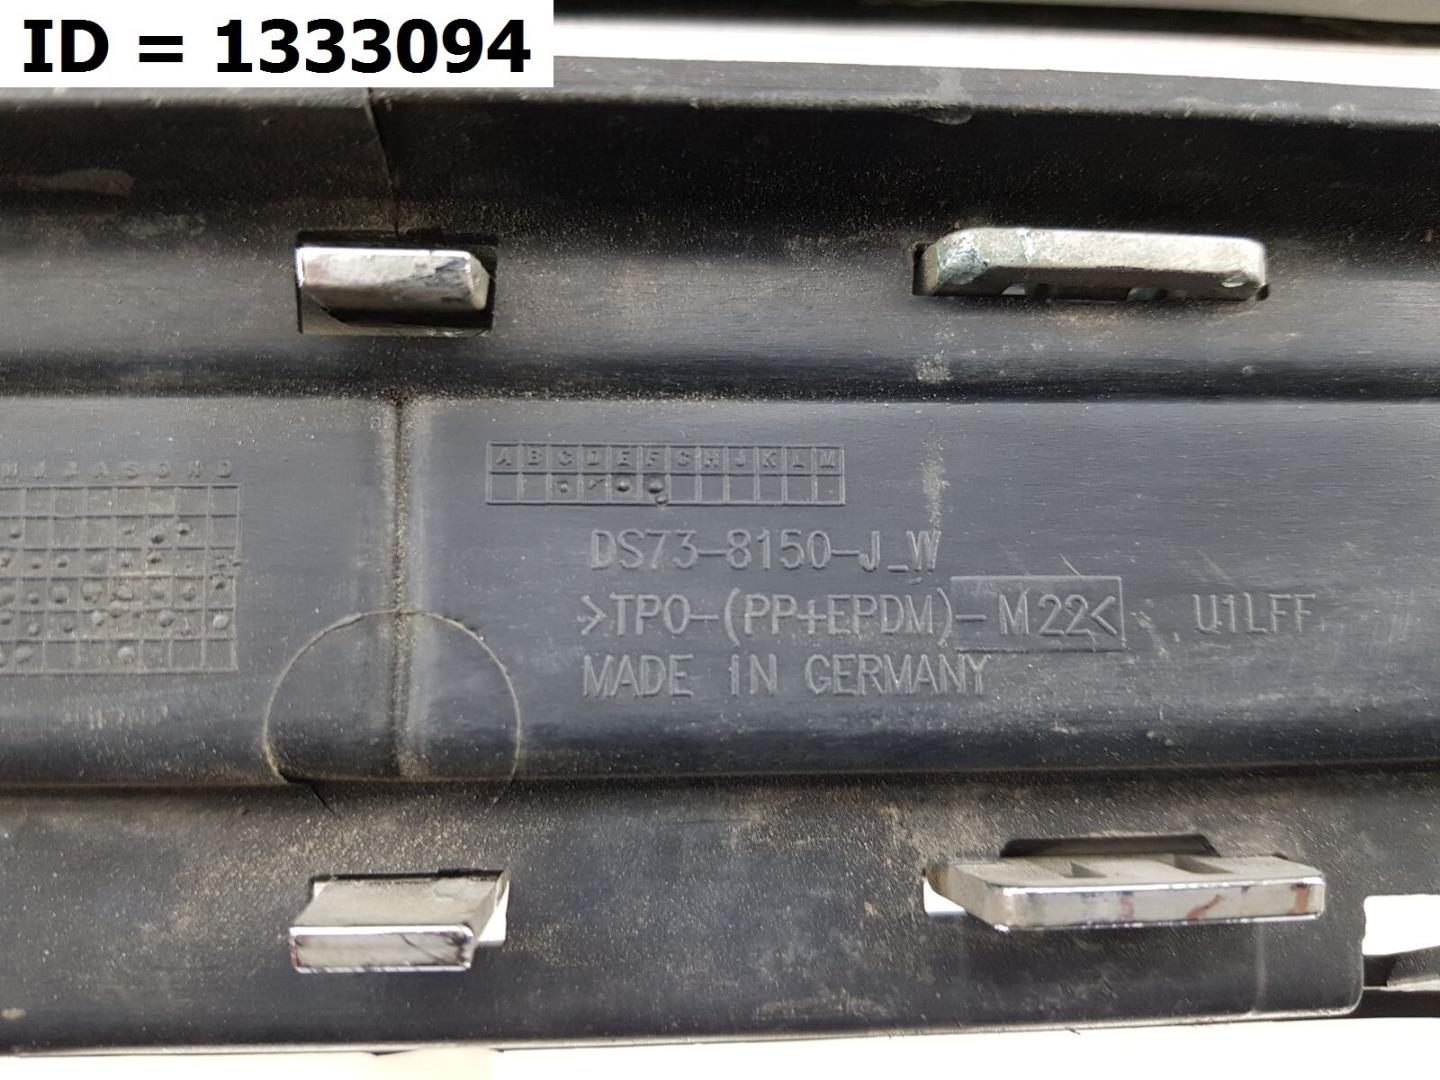 ID = 1333094
A B C D E F G H J K L M
J J A S O N D
DS73-8150-J_W
>TPO-(PP+EPDM)-M22< U1LFF
MADE IN GERMANY